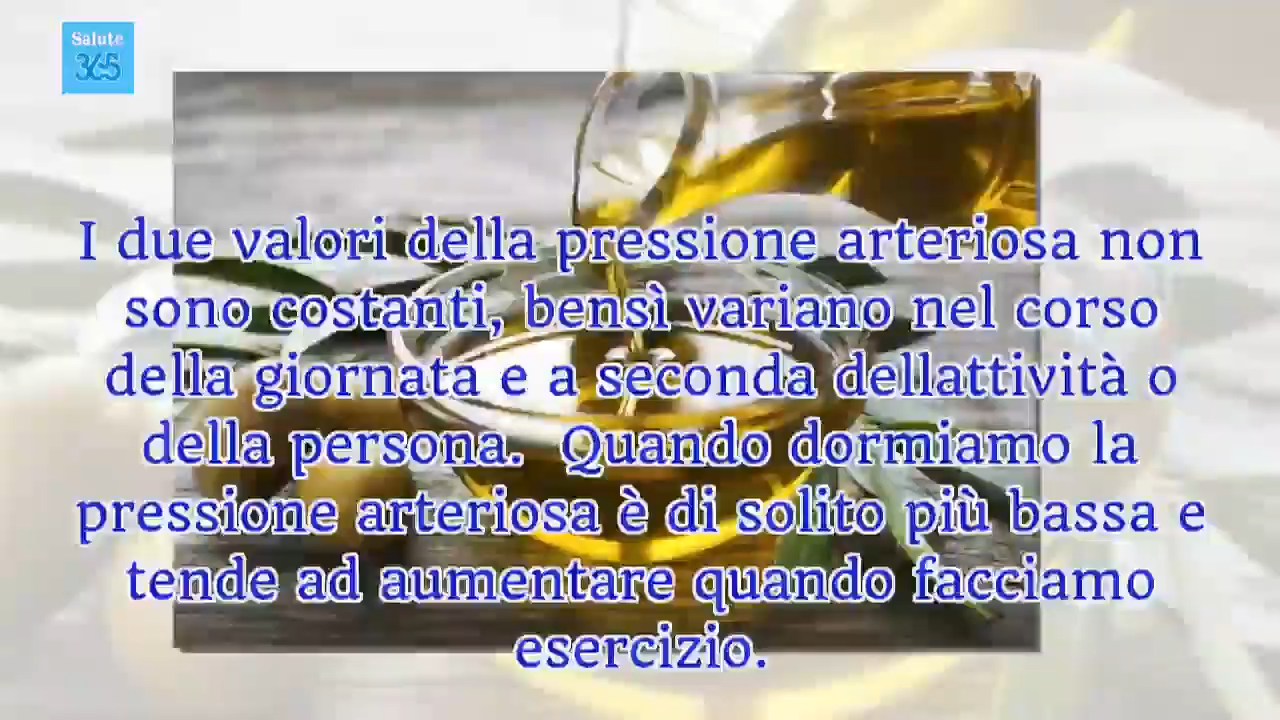 Salute
365
I due valori della pressione arteriosa non
sono costanti, bensì variano nel corso
della giornata e a seconda dellattività o
della persona.  Quando dormiamo la
pressione arteriosa è di solito più bassa e
tende ad aumentare quando facciamo
esercizio.